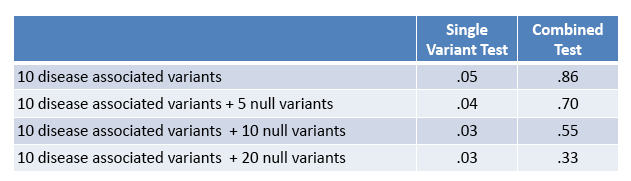 Single Variant Test Combined Test
10 disease associated variants .05 .86
10 disease associated variants + 5 null variants .04 .70
10 disease associated variants + 10 null variants .03 .55
10 disease associated variants + 20 null variants .03 .33